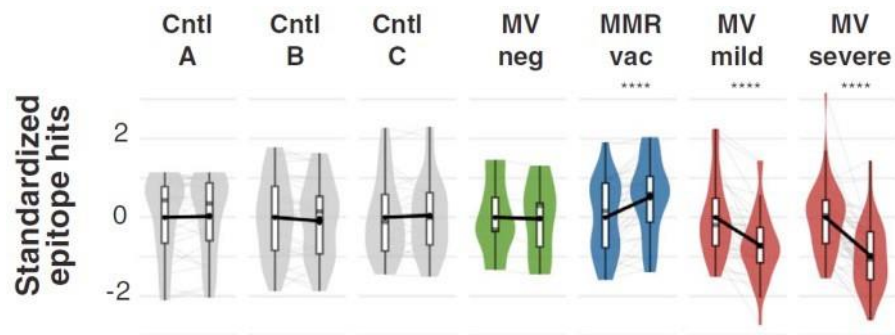 Cntl Cntl Cntl MV MMR MV MV
A B C neg vac mild severe
**** **** ****
Standardized
epitope hits
2
0
-2